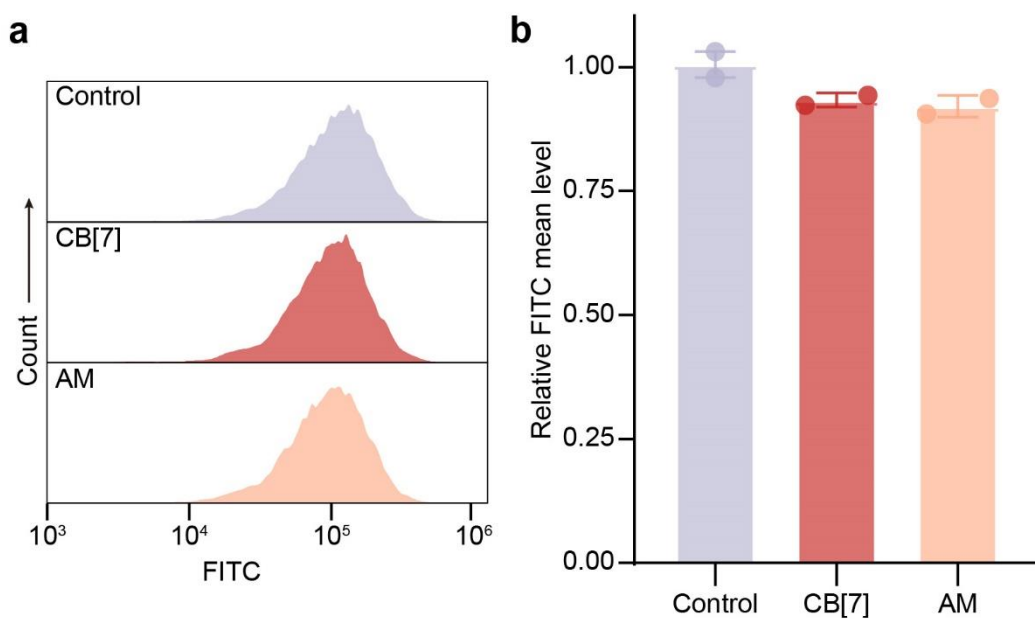 a
Control
CB[7]
AM
Count
10³ 10⁴ 10⁵ 10⁶
FITC
b
Relative FITC mean level
1.00
0.75
0.50
0.25
0.00
Control CB[7] AM